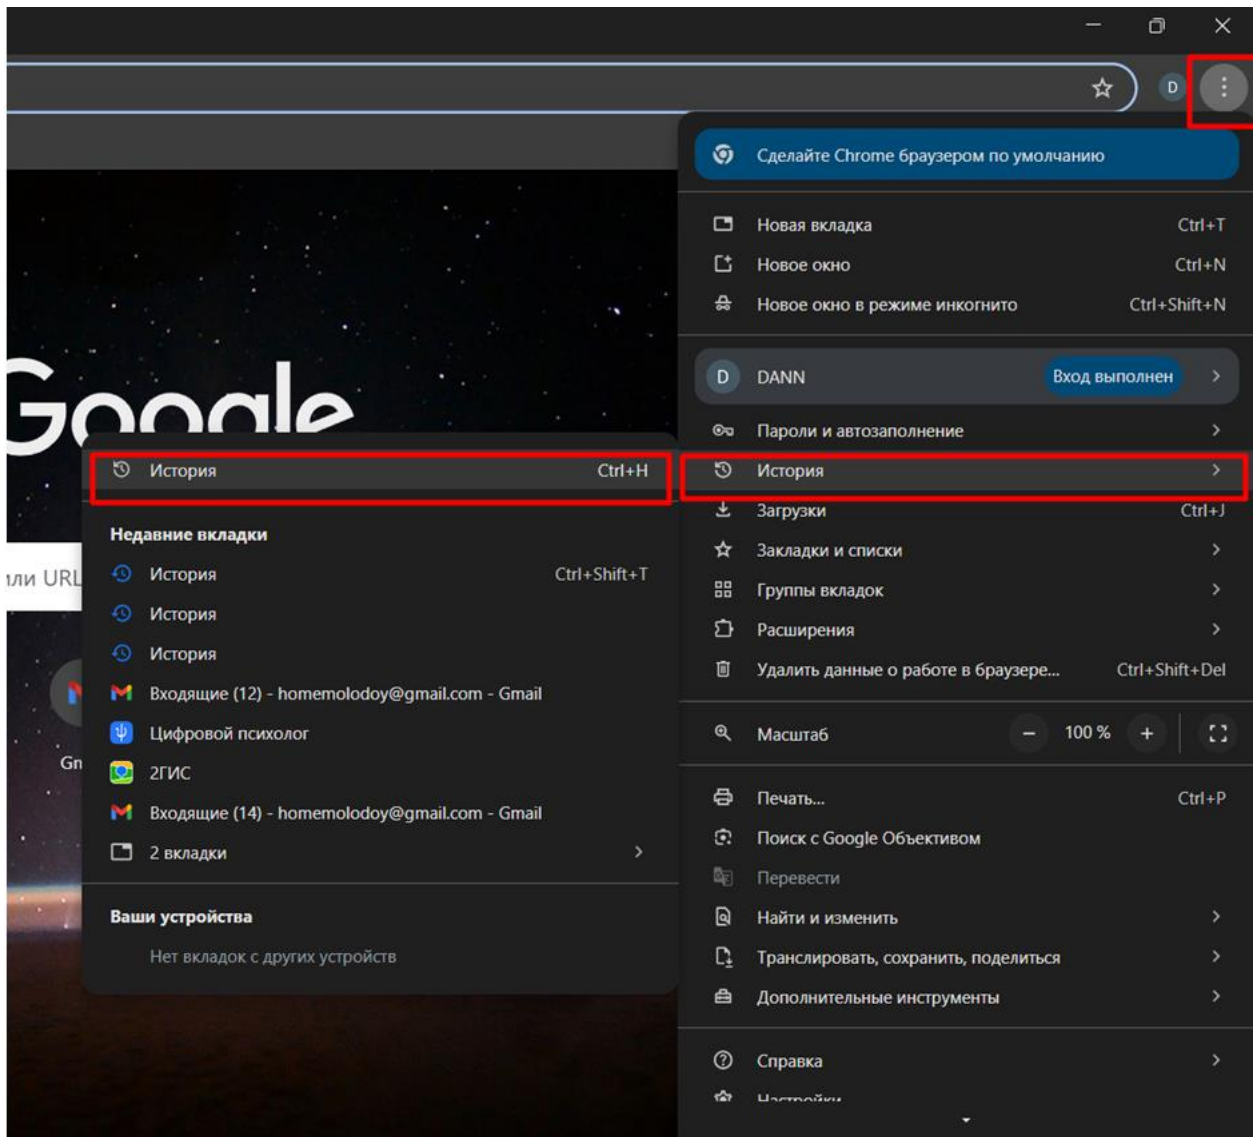 D
Сделайте Chrome браузером по умолчанию
Новая вкладка Ctrl+T
Новое окно Ctrl+N
Новое окно в режиме инкогнито Ctrl+Shift+N
D DANN Вход выполнен
Пароли и автозаполнение
История
Загрузки Ctrl+J
Закладки и списки
Группы вкладок
Расширения
Удалить данные о работе в браузере... Ctrl+Shift+Del
Масштаб − 100 % +
Печать... Ctrl+P
Поиск с Google Объективом
Перевести
Найти и изменить
Транслировать, сохранить, поделиться
Дополнительные инструменты
Справка
Настройки
Google
История Ctrl+H
Недавние вкладки
История Ctrl+Shift+T
История
История
Входящие (12) - homemolodoy@gmail.com - Gmail
Цифровой психолог
2ГИС
Входящие (14) - homemolodoy@gmail.com - Gmail
2 вкладки
Ваши устройства
Нет вкладок с других устройств
или URL
Gm